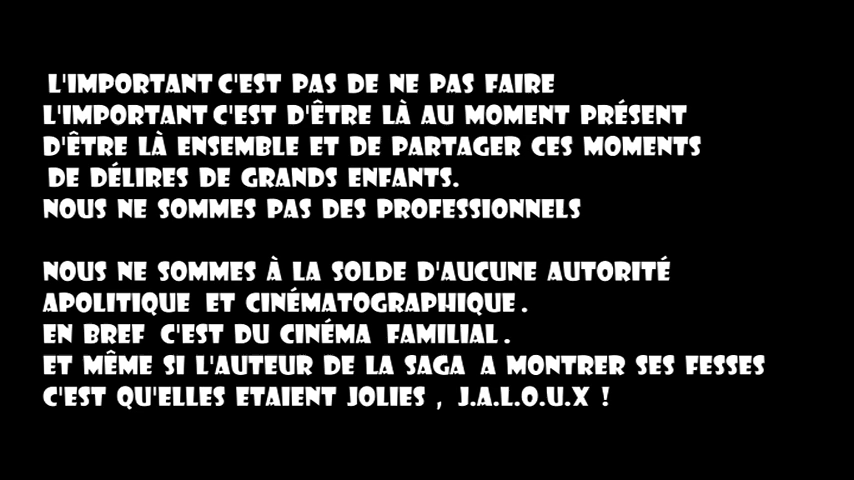 L'IMPORTANT C'EST PAS DE NE PAS FAIRE
L'IMPORTANT C'EST D'ÊTRE LÀ AU MOMENT PRÉSENT
D'ÊTRE LÀ ENSEMBLE ET DE PARTAGER CES MOMENTS
DE DÉLIRES DE GRANDS ENFANTS.
NOUS NE SOMMES PAS DES PROFESSIONNELS
NOUS NE SOMMES À LA SOLDE D'AUCUNE AUTORITÉ
APOLITIQUE ET CINÉMATOGRAPHIQUE .
EN BREF C'EST DU CINÉMA FAMILIAL .
ET MÊME SI L'AUTEUR DE LA SAGA A MONTRER SES FESSES
C'EST QU'ELLES ETAIENT JOLIES , J.A.L.O.U.X !